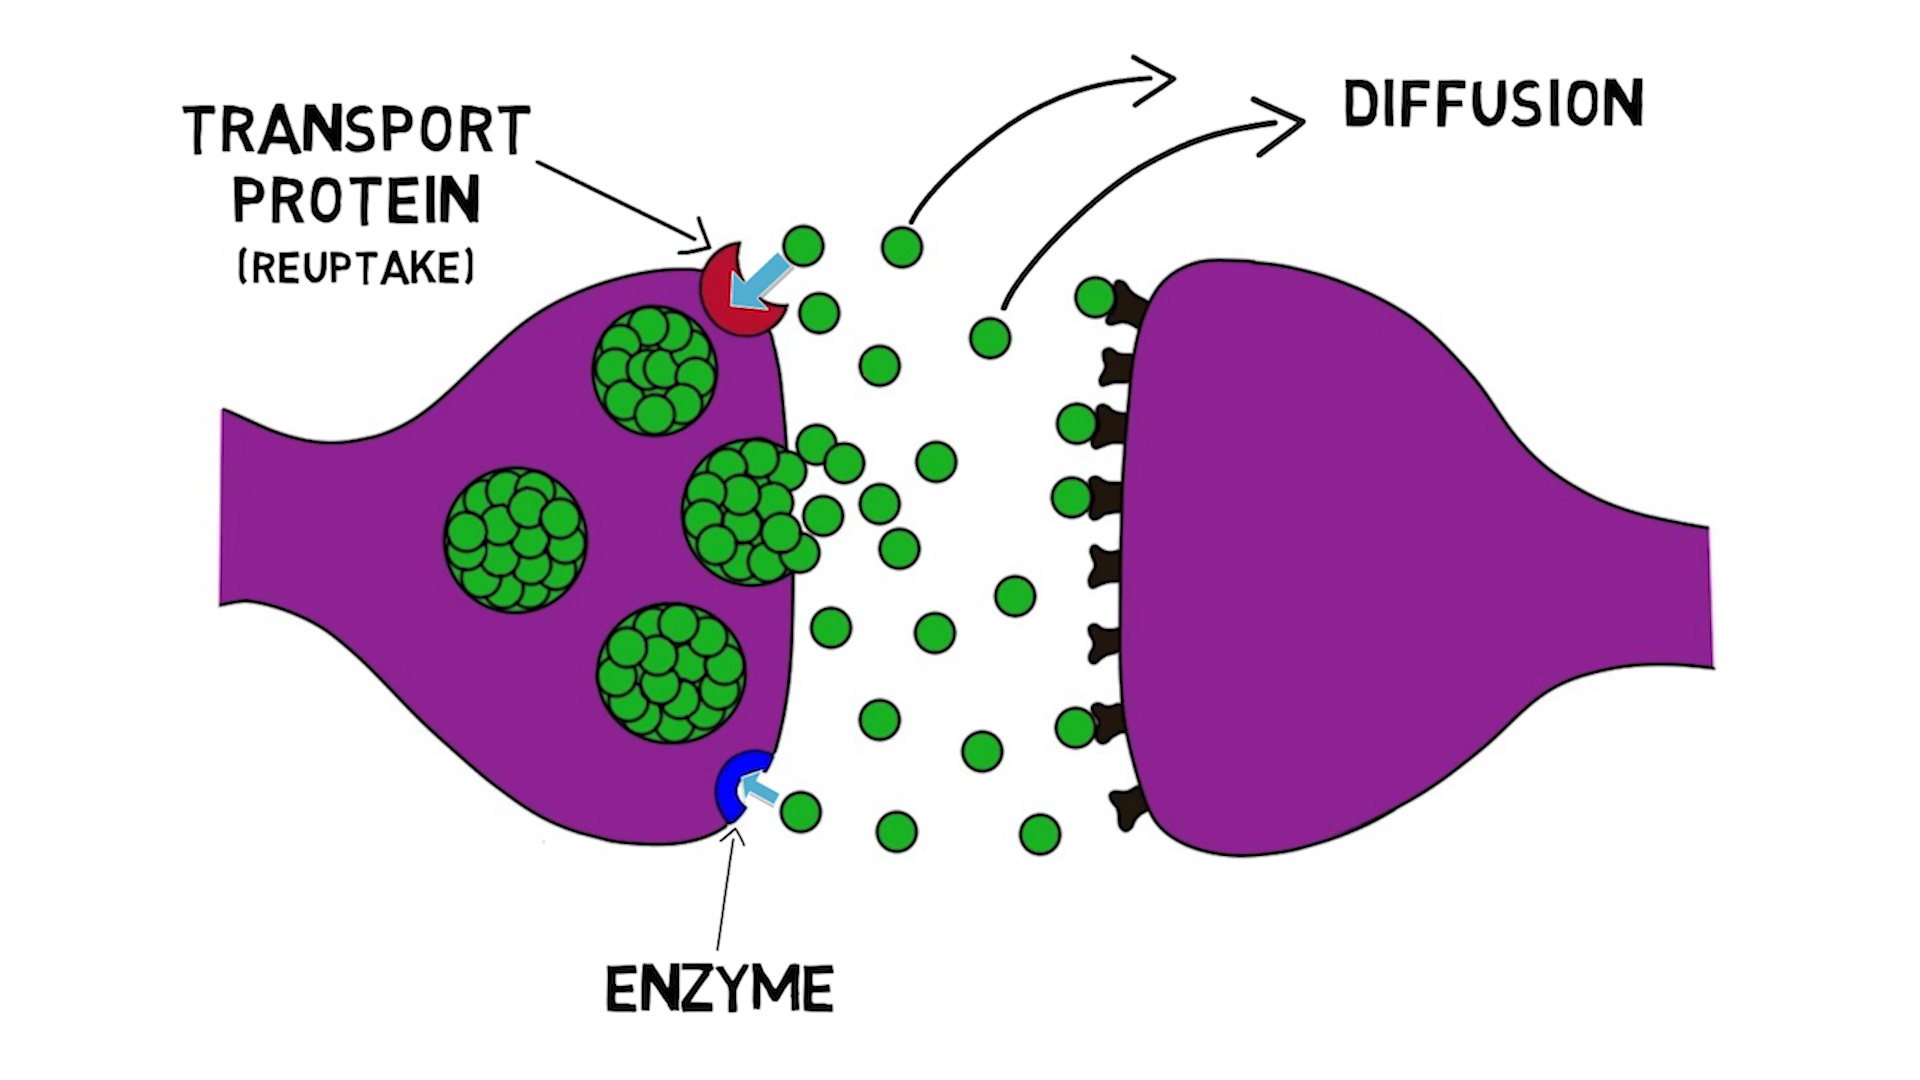 TRANSPORT
PROTEIN
(REUPTAKE)
DIFFUSION
ENZYME